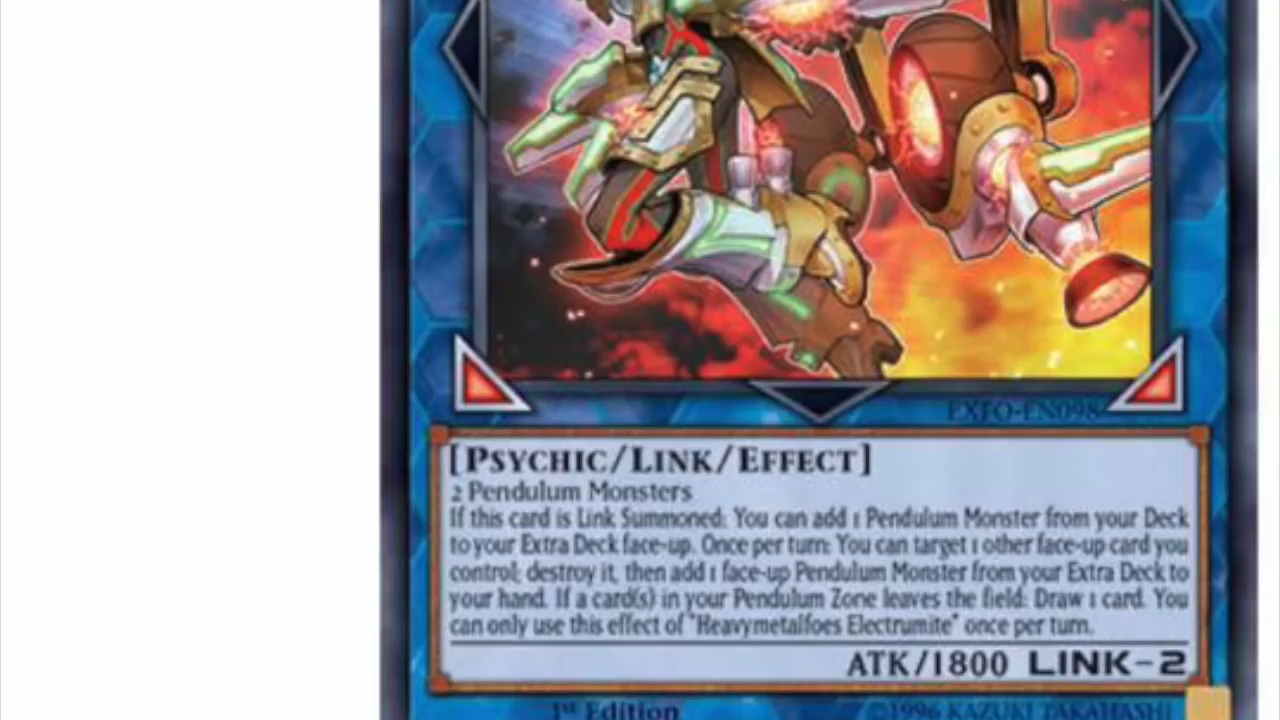 EXFO-EN098
[PSYCHIC/LINK/EFFECT]
2 Pendulum Monsters
If this card is Link Summoned: You can add 1 Pendulum Monster from your Deck
to your Extra Deck face-up. Once per turn: You can target 1 other face-up card you
control; destroy it, then add 1 face-up Pendulum Monster from your Extra Deck to
your hand. If a card(s) in your Pendulum Zone leaves the field: Draw 1 card. You
can only use this effect of "Heavymetalfoes Electrumite" once per turn.
ATK/1800 LINK-2
1st Edition ©1996 KAZUKI TAKAHASHI